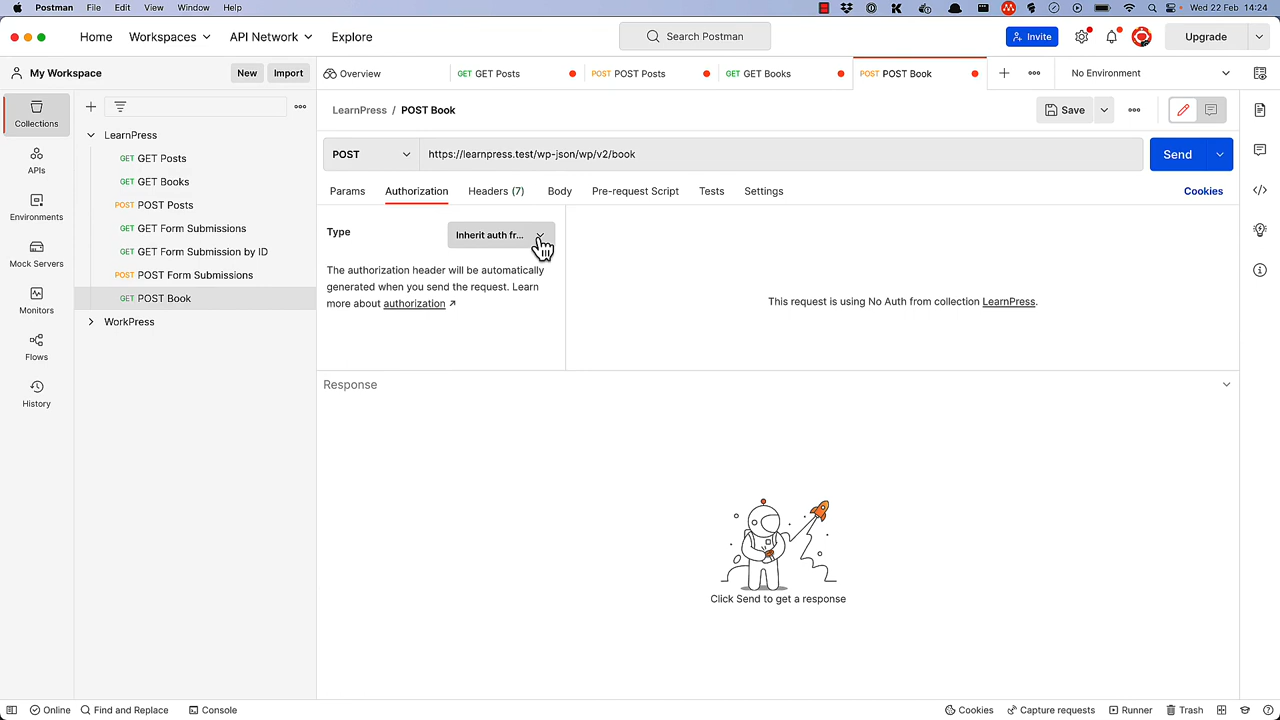 Postman File Edit View Window Help
Wed 22 Feb 14:24
Home Workspaces API Network Explore
Search Postman
Invite
Upgrade
My Workspace
New Import
Overview
GET GET Posts
POST POST Posts
GET GET Books
POST POST Book
No Environment
Collections
APIs
Environments
Mock Servers
Monitors
Flows
History
LearnPress
GET GET Posts
GET GET Books
POST POST Posts
GET GET Form Submissions
GET GET Form Submission by ID
POST POST Form Submissions
GET POST Book
WorkPress
LearnPress / POST Book
Save
POST https://learnpress.test/wp-json/wp/v2/book
Send
Params Authorization Headers (7) Body Pre-request Script Tests Settings
Cookies
Type
Inherit auth fr...
The authorization header will be automatically
generated when you send the request. Learn
more about authorization ↗
This request is using No Auth from collection LearnPress.
Response
Click Send to get a response
Online Find and Replace Console
Cookies Capture requests Runner Trash